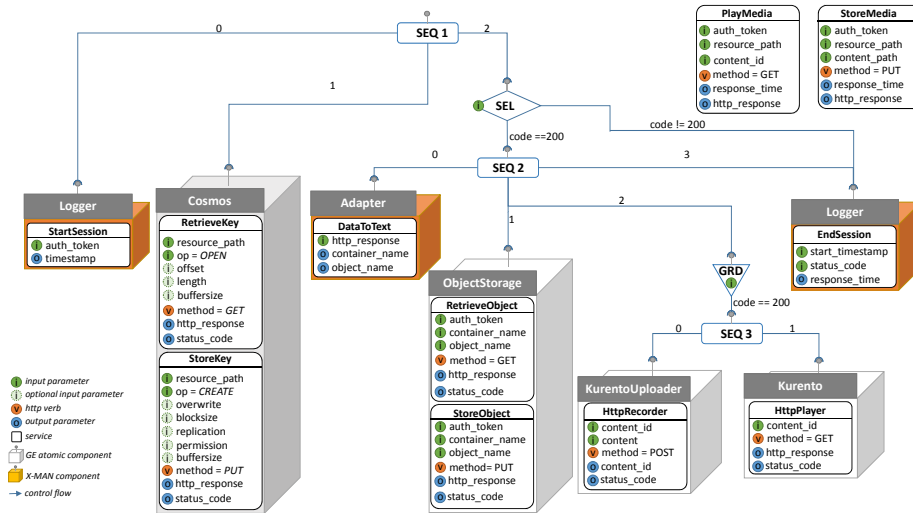 0
SEQ 1
2
1
PlayMedia
i auth_token
i resource_path
i content_id
v method = GET
o response_time
o http_response
StoreMedia
i auth_token
i resource_path
i content_path
v method = PUT
o response_time
o http_response
i SEL
code != 200
code ==200
0
SEQ 2
3
1
2
Logger
StartSession
i auth_token
o timestamp
Cosmos
RetrieveKey
i resource_path
i op = OPEN
i offset
i length
i buffersize
v method = GET
o http_response
o status_code
StoreKey
i resource_path
i op = CREATE
i overwrite
i blocksize
i replication
i permission
i buffersize
v method = PUT
o http_response
o status_code
Adapter
DataToText
i http_response
o container_name
o object_name
ObjectStorage
RetrieveObject
i auth_token
i container_name
i object_name
v method = GET
o http_response
o status_code
StoreObject
i auth_token
i container_name
i object_name
v method= PUT
o http_response
o status_code
GRD
i
code == 200
0
SEQ 3
1
Logger
EndSession
i start_timestamp
i status_code
o response_time
KurentoUploader
HttpRecorder
i content_id
i content
v method = POST
o content_id
o status_code
Kurento
HttpPlayer
i content_id
v method = GET
o http_response
o status_code
i input parameter
i optional input parameter
v http verb
o output parameter
service
GE atomic component
X-MAN component
control flow